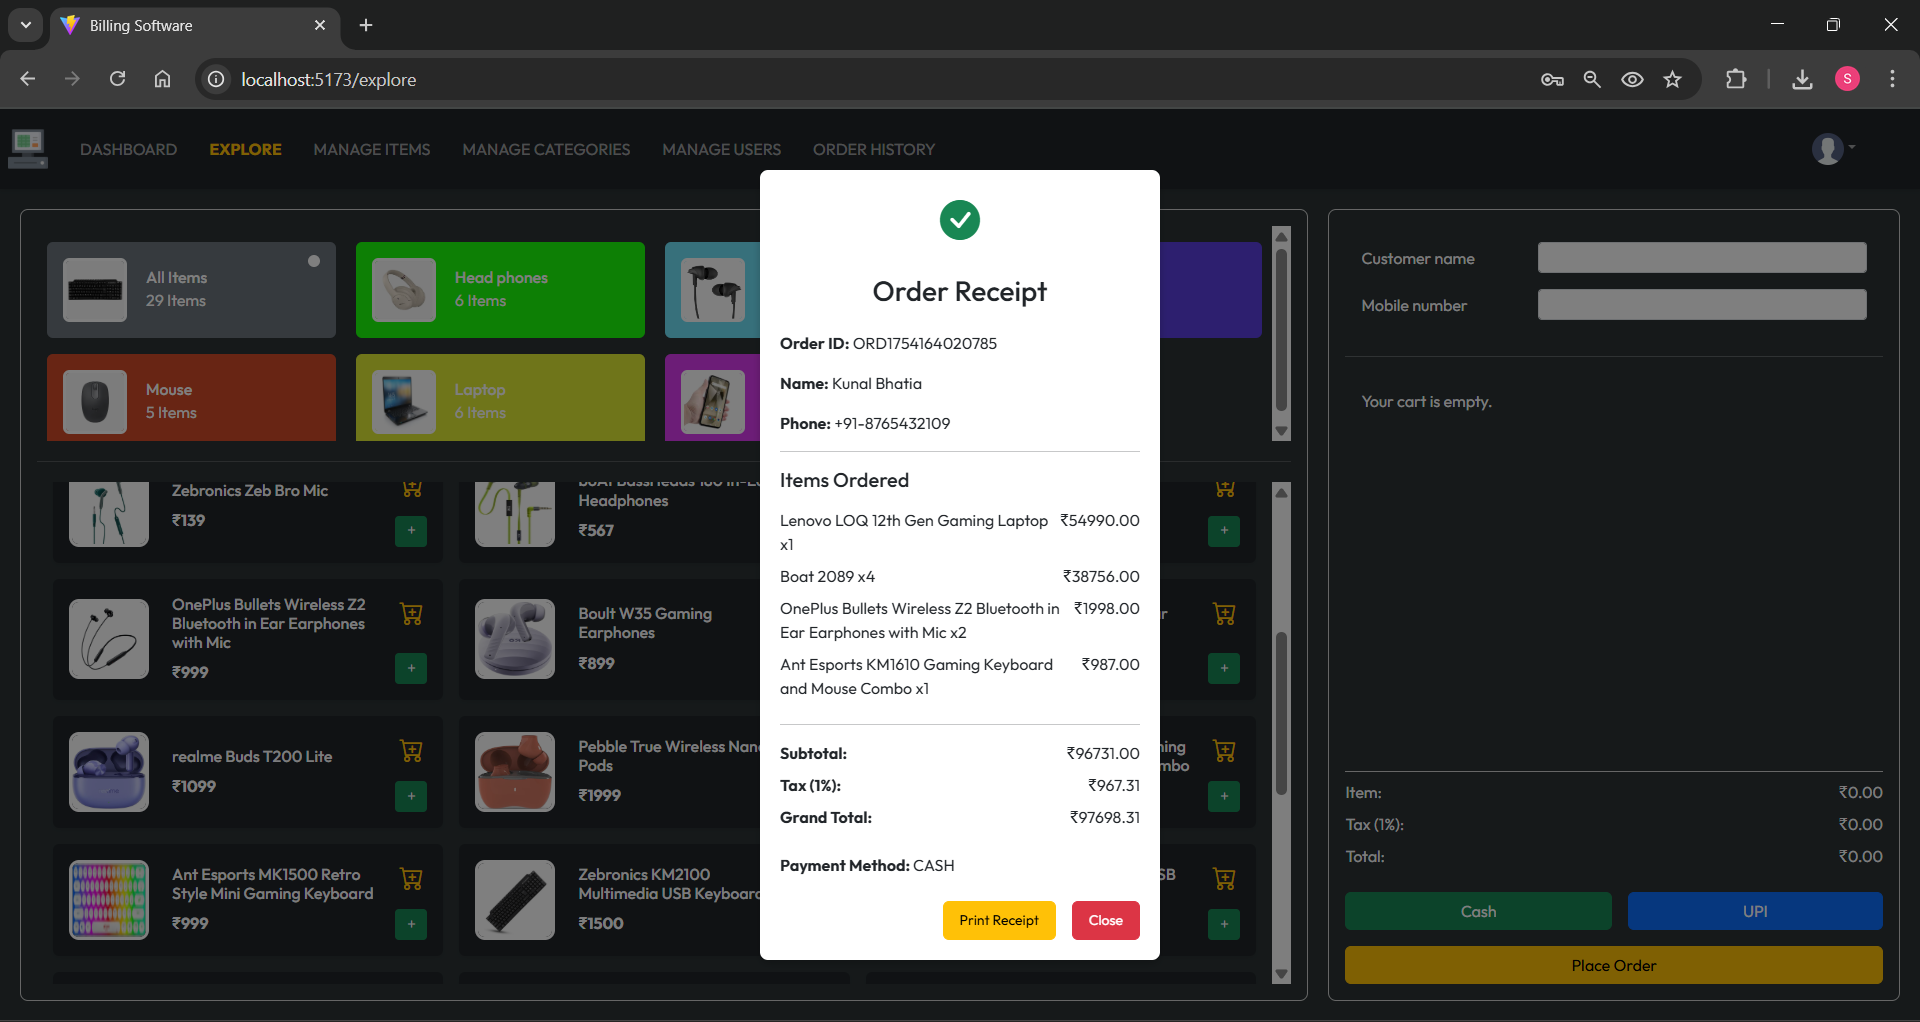 Billing Software
localhost:5173/explore
S
DASHBOARD
EXPLORE
MANAGE ITEMS
MANAGE CATEGORIES
MANAGE USERS
ORDER HISTORY
All Items
29 Items
Head phones
6 Items
Mouse
5 Items
Laptop
6 Items
Zebronics Zeb Bro Mic
₹139
Headphones
₹567
+
+
OnePlus Bullets Wireless Z2
Bluetooth in Ear Earphones
with Mic
₹999
+
Boult W35 Gaming
Earphones
₹899
+
realme Buds T200 Lite
₹1099
+
Pebble True Wireless Nano
Pods
₹1999
+
Ant Esports MK1500 Retro
Style Mini Gaming Keyboard
₹999
+
Zebronics KM2100
Multimedia USB Keyboard
₹1500
+
Order Receipt
Order ID: ORD1754164020785
Name: Kunal Bhatia
Phone: +91-8765432109
Items Ordered
Lenovo LOQ 12th Gen Gaming Laptop ₹54990.00
x1
Boat 2089 x4 ₹38756.00
OnePlus Bullets Wireless Z2 Bluetooth in ₹1998.00
Ear Earphones with Mic x2
Ant Esports KM1610 Gaming Keyboard ₹987.00
and Mouse Combo x1
Subtotal: ₹96731.00
Tax (1%): ₹967.31
Grand Total: ₹97698.31
Payment Method: CASH
Print Receipt
Close
Customer name
Mobile number
Your cart is empty.
Item: ₹0.00
Tax (1%): ₹0.00
Total: ₹0.00
Cash
UPI
Place Order